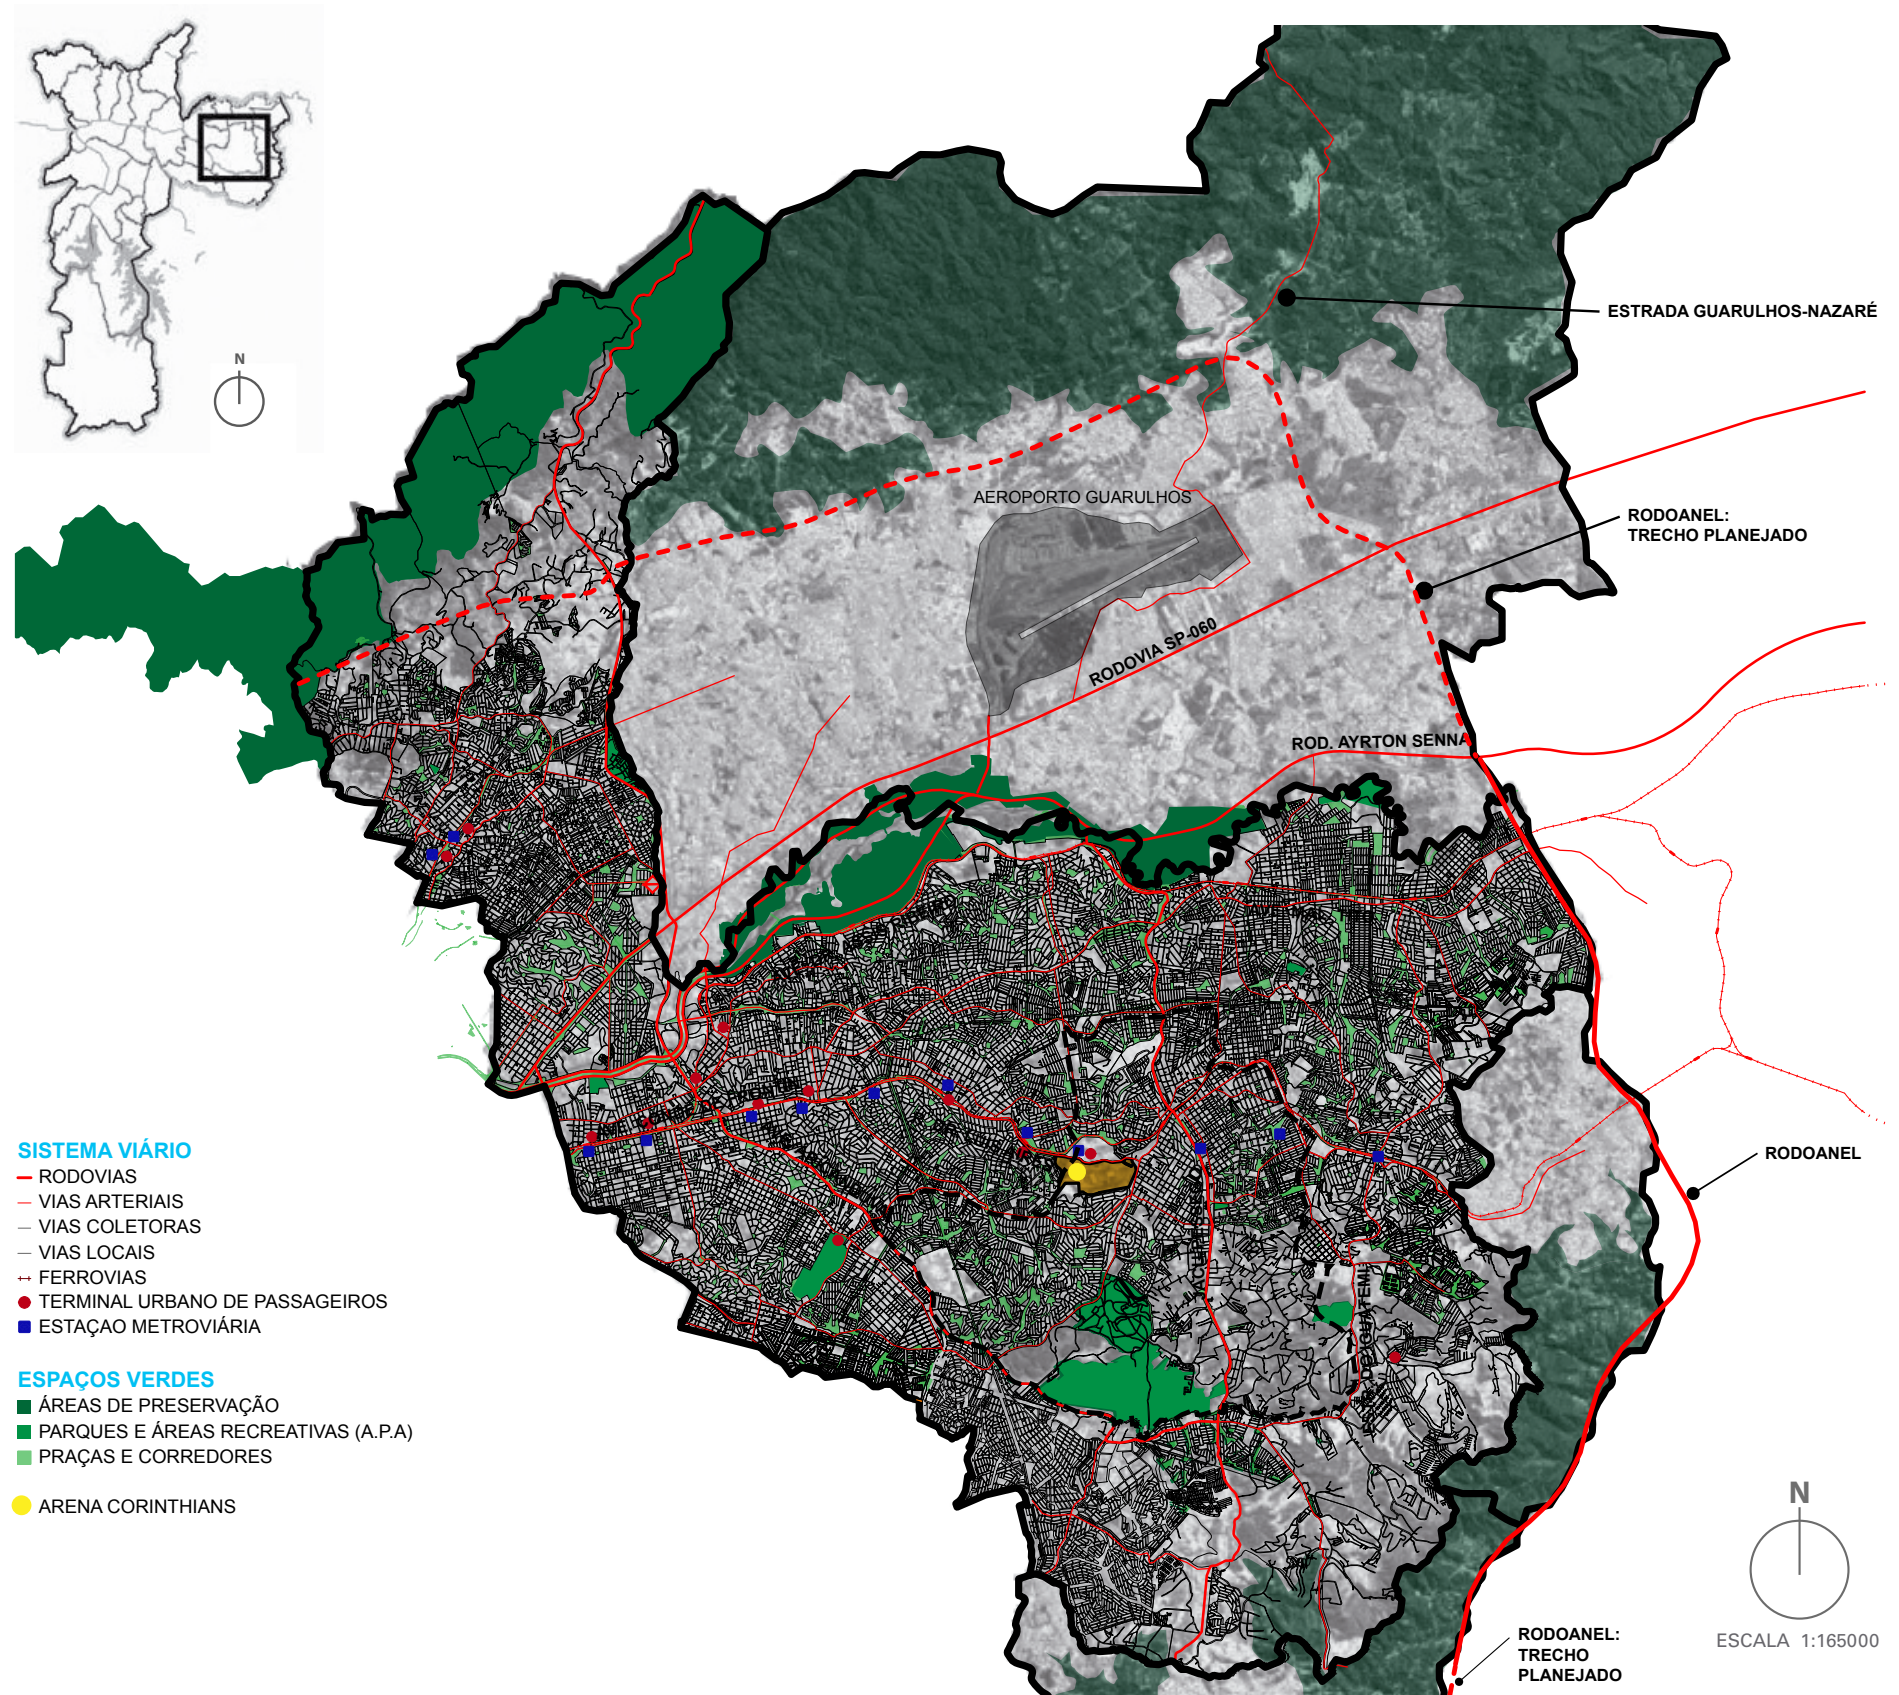 N
ESTRADA GUARULHOS-NAZARÉ
AEROPORTO GUARULHOS
RODOANEL:
TRECHO PLANEJADO
RODOVIA SP-060
ROD. AYRTON SENNA
SISTEMA VIÁRIO
RODOVIAS
VIAS ARTERIAIS
VIAS COLETORAS
VIAS LOCAIS
FERROVIAS
TERMINAL URBANO DE PASSAGEIROS
ESTAÇAO METROVIÁRIA
ESPAÇOS VERDES
ÁREAS DE PRESERVAÇÃO
PARQUES E ÁREAS RECREATIVAS (A.P.A)
PRAÇAS E CORREDORES
ARENA CORINTHIANS
RODOANEL
N
ESCALA 1:165000
RODOANEL:
TRECHO
PLANEJADO